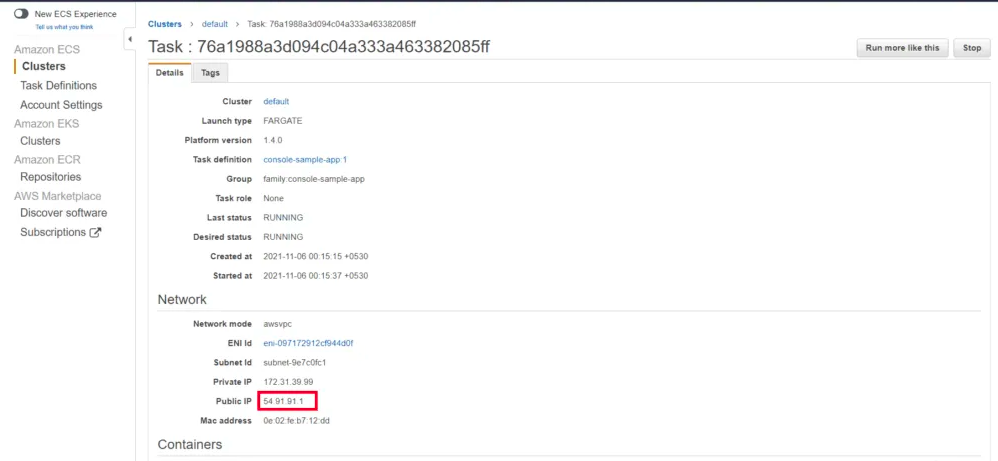 New ECS Experience
Tell us what you think
Amazon ECS
Clusters
Task Definitions
Account Settings
Amazon EKS
Clusters
Amazon ECR
Repositories
AWS Marketplace
Discover software
Subscriptions
Clusters > default > Task: 76a1988a3d094c04a333a463382085ff
Task : 76a1988a3d094c04a333a463382085ff
Run more like this Stop
Details Tags
Cluster default
Launch type FARGATE
Platform version 1.4.0
Task definition console-sample-app:1
Group family:console-sample-app
Task role None
Last status RUNNING
Desired status RUNNING
Created at 2021-11-06 00:15:15 +0530
Started at 2021-11-06 00:15:37 +0530
Network
Network mode awsvpc
ENI Id eni-097172912cf944d0f
Subnet Id subnet-9e7c0fc1
Private IP 172.31.39.99
Public IP 54.91.91.1
Mac address 0e:02:fe:b7:12:dd
Containers